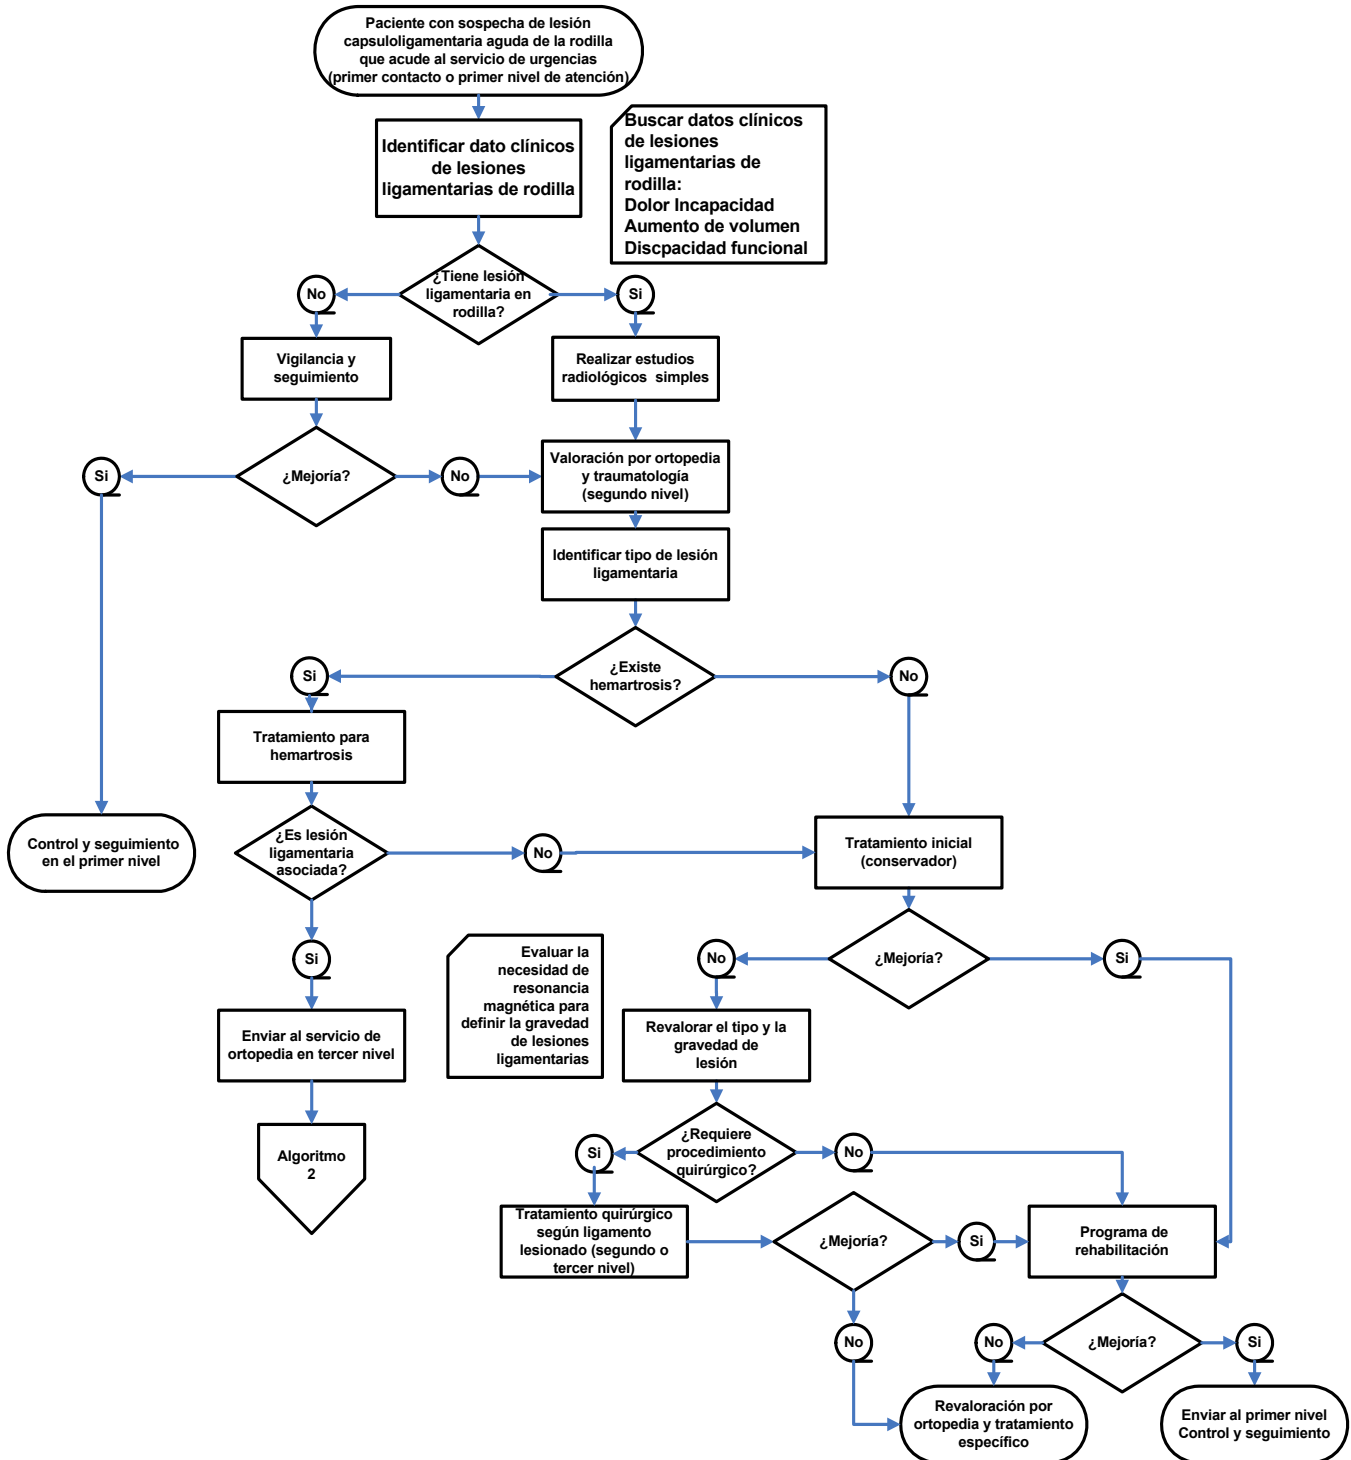 Paciente con sospecha de lesión
capsuloligamentaria aguda de la rodilla
que acude al servicio de urgencias
(primer contacto o primer nivel de atención)
Identificar dato clínicos
de lesiones
ligamentarias de rodilla
Buscar datos clínicos
de lesiones
ligamentarias de
rodilla:
Dolor Incapacidad
Aumento de volumen
Discpacidad funcional
¿Tiene lesión
ligamentaria en
rodilla?
No
Si
Vigilancia y
seguimiento
Realizar estudios
radiológicos simples
¿Mejoría?
Si
No
Valoración por ortopedia
y traumatología
(segundo nivel)
Identificar tipo de lesión
ligamentaria
¿Existe
hemartrosis?
Si
No
Tratamiento para
hemartrosis
Control y seguimiento
en el primer nivel
¿Es lesión
ligamentaria
asociada?
No
Tratamiento inicial
(conservador)
Si
Evaluar la
necesidad de
resonancia
magnética para
definir la gravedad
de lesiones
ligamentarias
No
¿Mejoría?
Si
Enviar al servicio de
ortopedia en tercer nivel
Revalorar el tipo y la
gravedad de
lesión
Algoritmo
2
¿Requiere
procedimiento
quirúrgico?
Si
No
Tratamiento quirúrgico
según ligamento
lesionado (segundo o
tercer nivel)
¿Mejoría?
Si
Programa de
rehabilitación
No
No
¿Mejoría?
Si
Revaloración por
ortopedia y tratamiento
específico
Enviar al primer nivel
Control y seguimiento